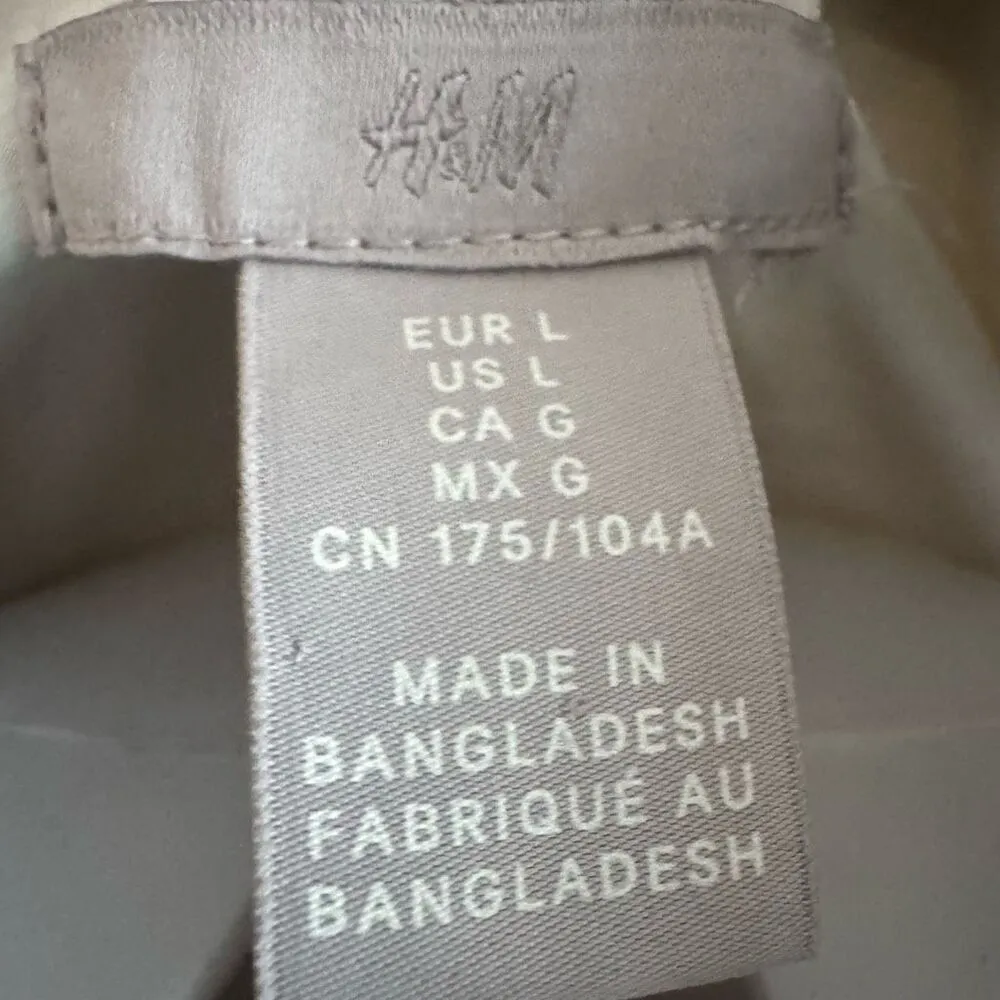 H&M
EUR L
US L
CA G
MX G
CN 175/104A
MADE IN
BANGLADESH
FABRIQUÉ AU
BANGLADESH